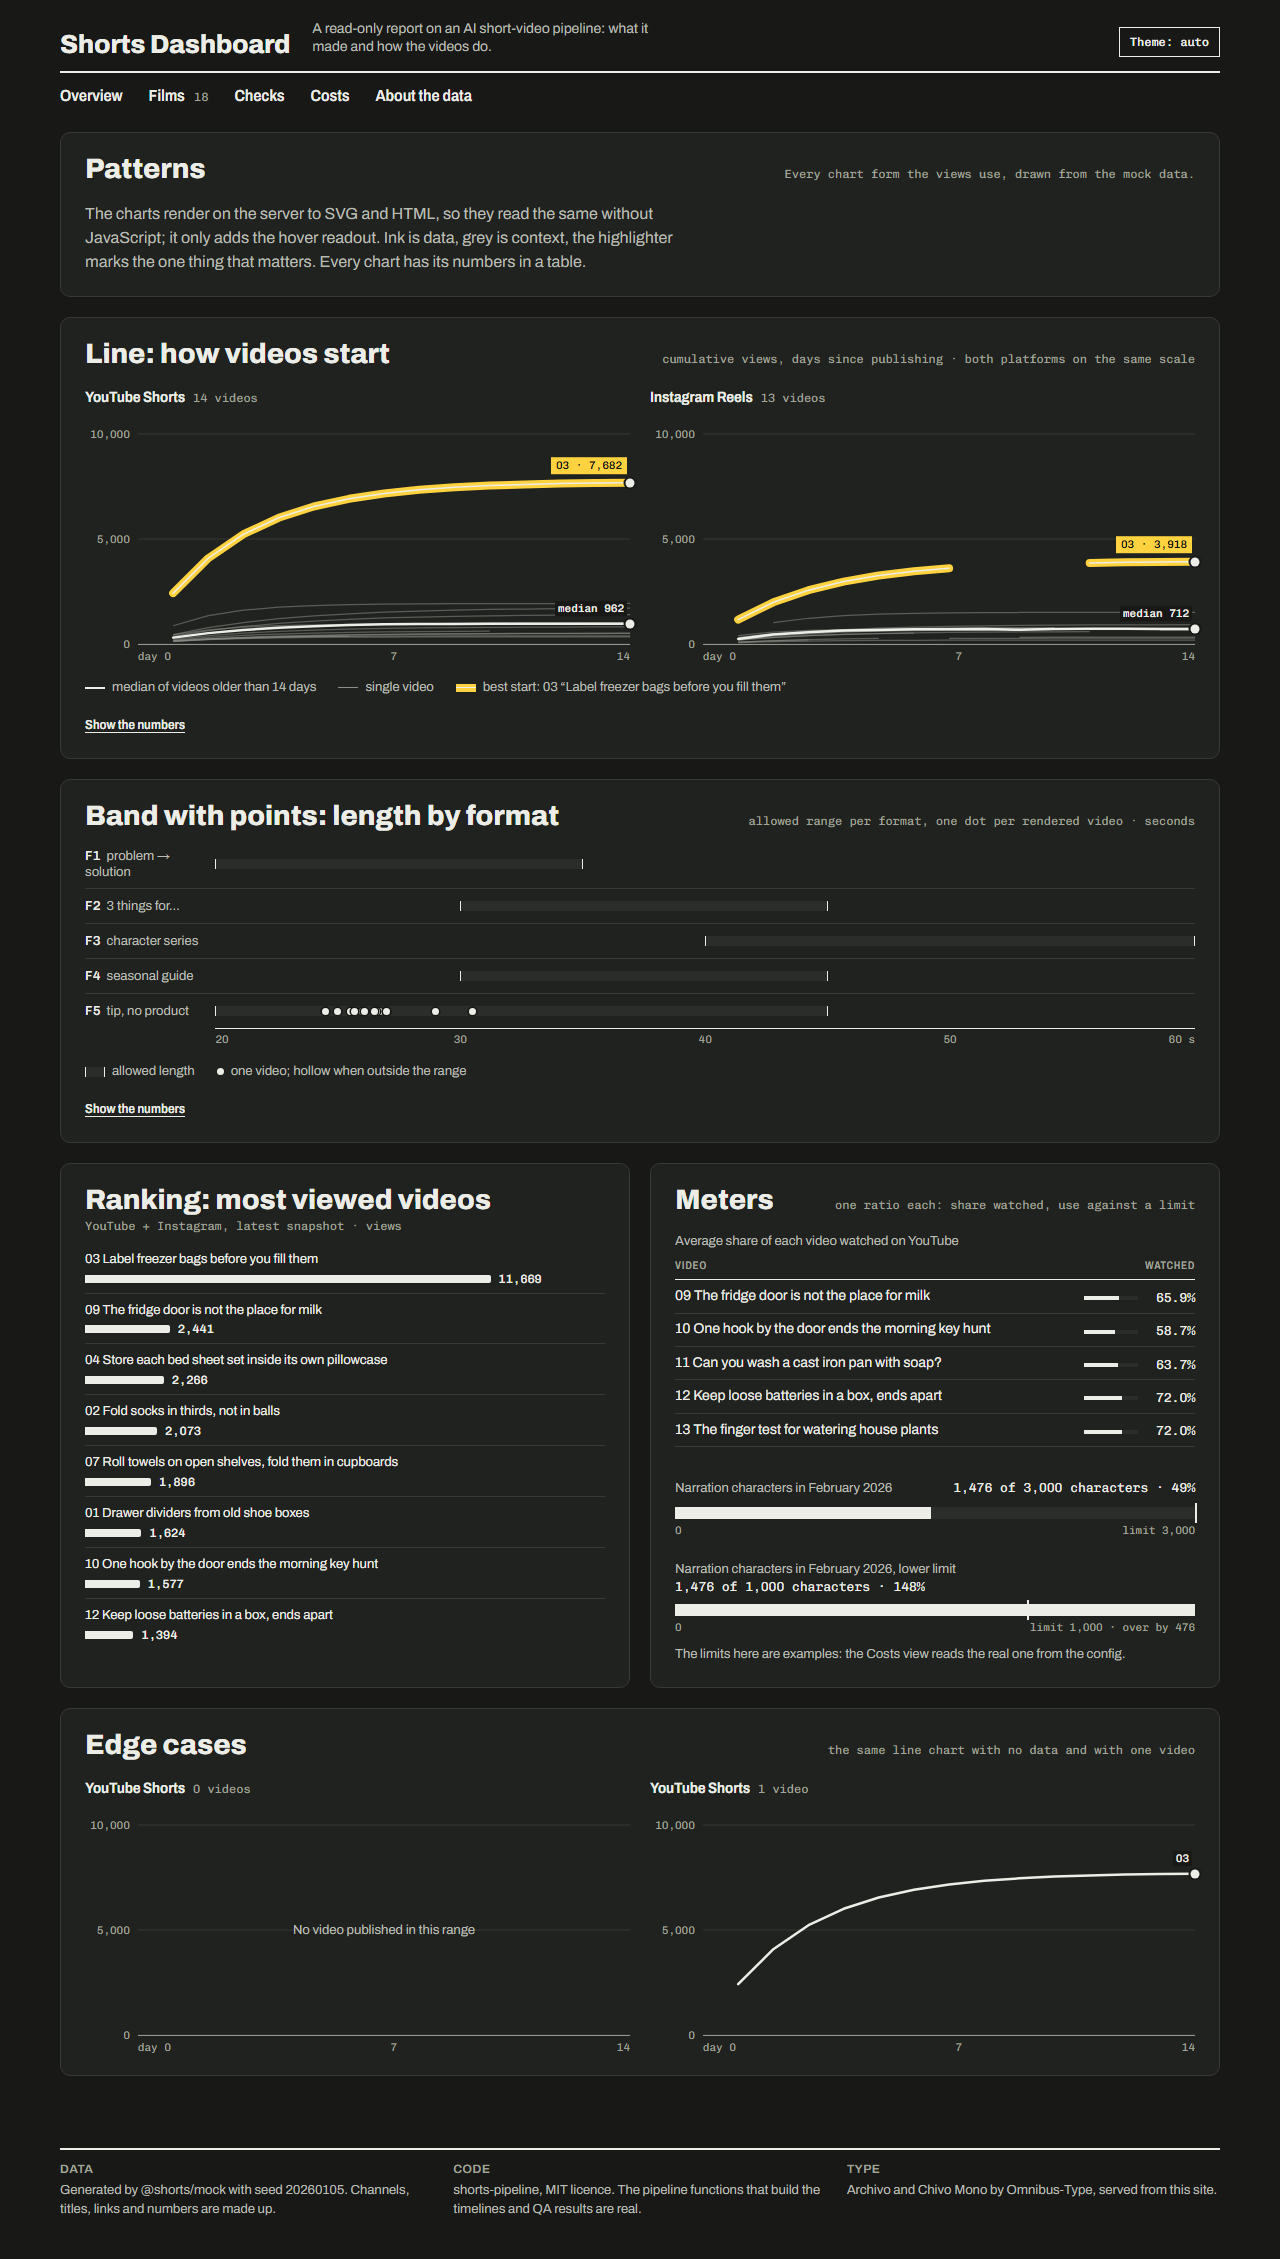 Shorts Dashboard
A read-only report on an AI short-video pipeline: what it
made and how the videos do.
Theme: auto
Overview
Films 18
Checks
Costs
About the data
Patterns
Every chart form the views use, drawn from the mock data.
The charts render on the server to SVG and HTML, so they read the same without
JavaScript; it only adds the hover readout. Ink is data, grey is context, the highlighter
marks the one thing that matters. Every chart has its numbers in a table.
Line: how videos start
cumulative views, days since publishing · both platforms on the same scale
YouTube Shorts 14 videos
10,000
03 · 7,682
5,000
median 962
0
day 0
7
14
Instagram Reels 13 videos
10,000
5,000
03 · 3,918
median 712
0
day 0
7
14
median of videos older than 14 days
single video
best start: 03 “Label freezer bags before you fill them”
Show the numbers
Band with points: length by format
allowed range per format, one dot per rendered video · seconds
F1 problem →
solution
F2 3 things for...
F3 character series
F4 seasonal guide
F5 tip, no product
20
30
40
50
60 s
allowed length
one video; hollow when outside the range
Show the numbers
Ranking: most viewed videos
YouTube + Instagram, latest snapshot · views
03 Label freezer bags before you fill them
11,669
09 The fridge door is not the place for milk
2,441
04 Store each bed sheet set inside its own pillowcase
2,266
02 Fold socks in thirds, not in balls
2,073
07 Roll towels on open shelves, fold them in cupboards
1,896
01 Drawer dividers from old shoe boxes
1,624
10 One hook by the door ends the morning key hunt
1,577
12 Keep loose batteries in a box, ends apart
1,394
Meters
one ratio each: share watched, use against a limit
Average share of each video watched on YouTube
VIDEO
WATCHED
09 The fridge door is not the place for milk
65.9%
10 One hook by the door ends the morning key hunt
58.7%
11 Can you wash a cast iron pan with soap?
63.7%
12 Keep loose batteries in a box, ends apart
72.0%
13 The finger test for watering house plants
72.0%
Narration characters in February 2026
1,476 of 3,000 characters · 49%
0
limit 3,000
Narration characters in February 2026, lower limit
1,476 of 1,000 characters · 148%
0
limit 1,000 · over by 476
The limits here are examples: the Costs view reads the real one from the config.
Edge cases
the same line chart with no data and with one video
YouTube Shorts 0 videos
10,000
5,000
No video published in this range
0
day 0
7
14
YouTube Shorts 1 video
10,000
03
5,000
0
day 0
7
14
DATA
Generated by @shorts/mock with seed 20260105. Channels,
titles, links and numbers are made up.
CODE
shorts-pipeline, MIT licence. The pipeline functions that build the
timelines and QA results are real.
TYPE
Archivo and Chivo Mono by Omnibus-Type, served from this site.